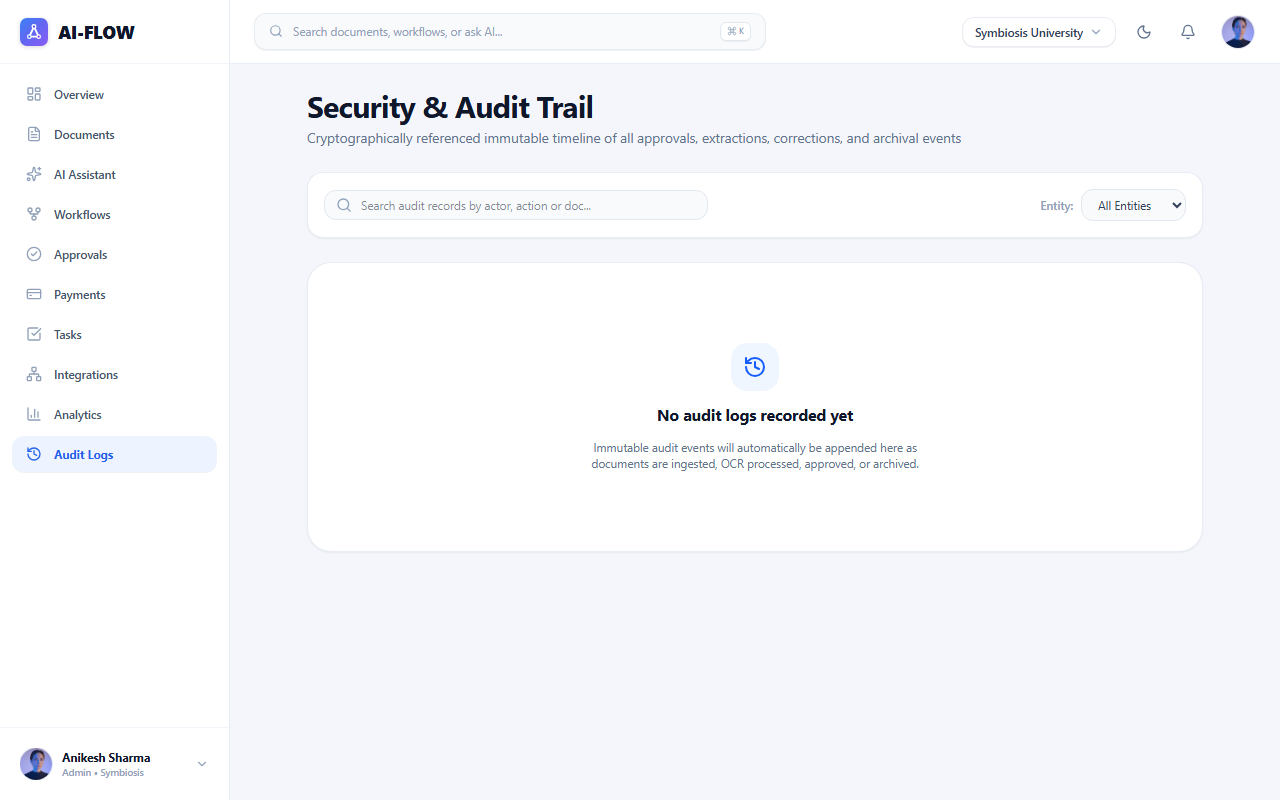 AI-FLOW
Search documents, workflows, or ask AI...
⌘ K
Symbiosis University
Overview
Documents
AI Assistant
Workflows
Approvals
Payments
Tasks
Integrations
Analytics
Audit Logs
Security & Audit Trail
Cryptographically referenced immutable timeline of all approvals, extractions, corrections, and archival events
Search audit records by actor, action or doc...
Entity:
All Entities
No audit logs recorded yet
Immutable audit events will automatically be appended here as
documents are ingested, OCR processed, approved, or archived.
Anikesh Sharma
Admin • Symbiosis